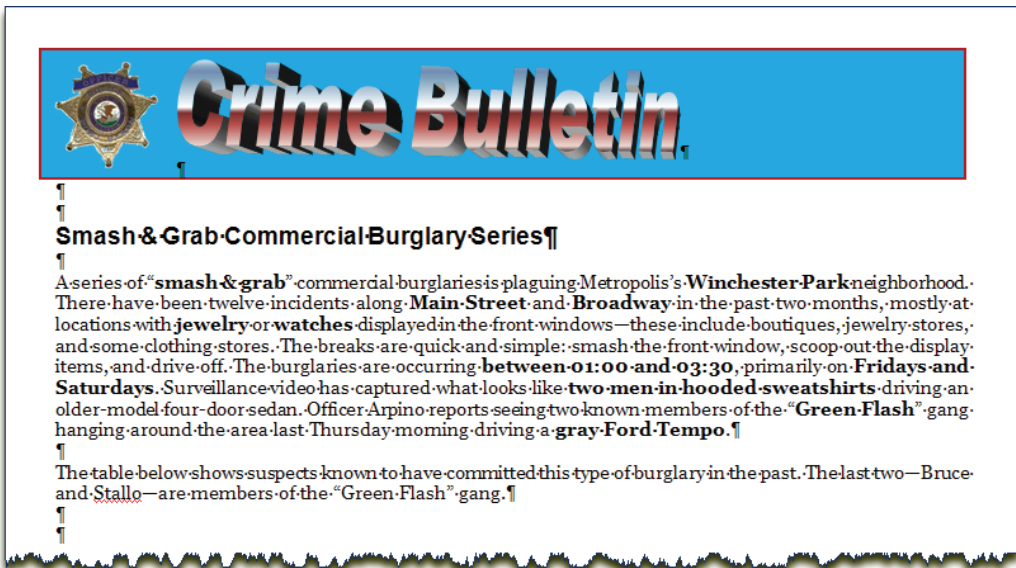 Crime Bulletin¶
¶
¶
¶
Smash·&·Grab·Commercial·Burglary·Series¶
¶
A·series·of·“smash·&·grab”·commercial·burglaries·is·plaguing·Metropolis’s·Winchester·Park·neighborhood.·
There·have·been·twelve·incidents·along·Main·Street·and·Broadway·in·the·past·two·months,·mostly·at·
locations·with·jewelry·or·watches·displayed·in·the·front·windows—these·include·boutiques,·jewelry·stores,·
and·some·clothing·stores.·The·breaks·are·quick·and·simple:·smash·the·front·window,·scoop·out·the·display·
items,·and·drive·off.·The·burglaries·are·occurring·between·01:00·and·03:30,·primarily·on·Fridays·and·
Saturdays.·Surveillance·video·has·captured·what·looks·like·two·men·in·hooded·sweatshirts·driving·an·
older-model·four-door·sedan.·Officer·Arpino·reports·seeing·two·known·members·of·the·“Green·Flash”·gang·
hanging·around·the·area·last·Thursday·morning·driving·a·gray·Ford·Tempo.¶
¶
The·table·below·shows·suspects·known·to·have·committed·this·type·of·burglary·in·the·past.·The·last·two—Bruce·
and·Stallo—are·members·of·the·“Green·Flash”·gang.¶
¶
¶